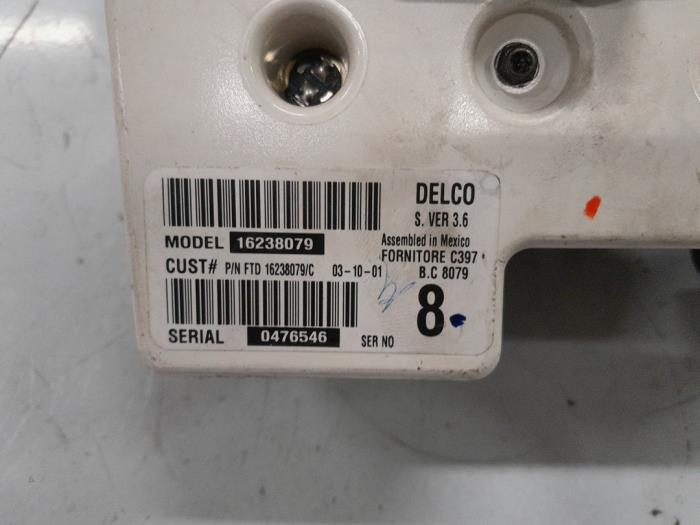 DELCO
S. VER 3.6
MODEL 16238079
Assembled in Mexico
FORNITORE C397
CUST# P/N FTD 16238079/C 03-10-01
B.C 8079
8
SERIAL 0476546 SER NO